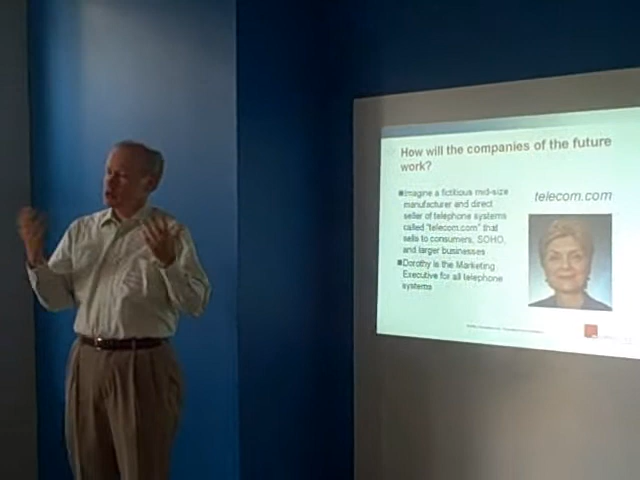 How will the companies of the future
work?
Imagine a fictitious mid-size
manufacturer and direct
seller of telephone systems
called "telecom.com" that
sells to consumers, SOHO,
and larger businesses
Dorothy is the Marketing
Executive for all telephone
systems
telecom.com